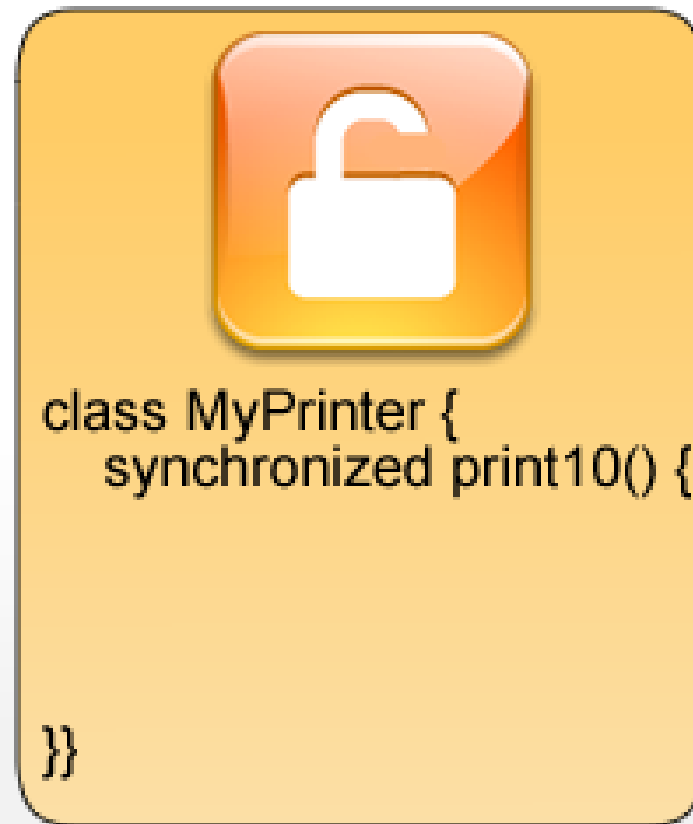 class MyPrinter {
synchronized print10() {
}}